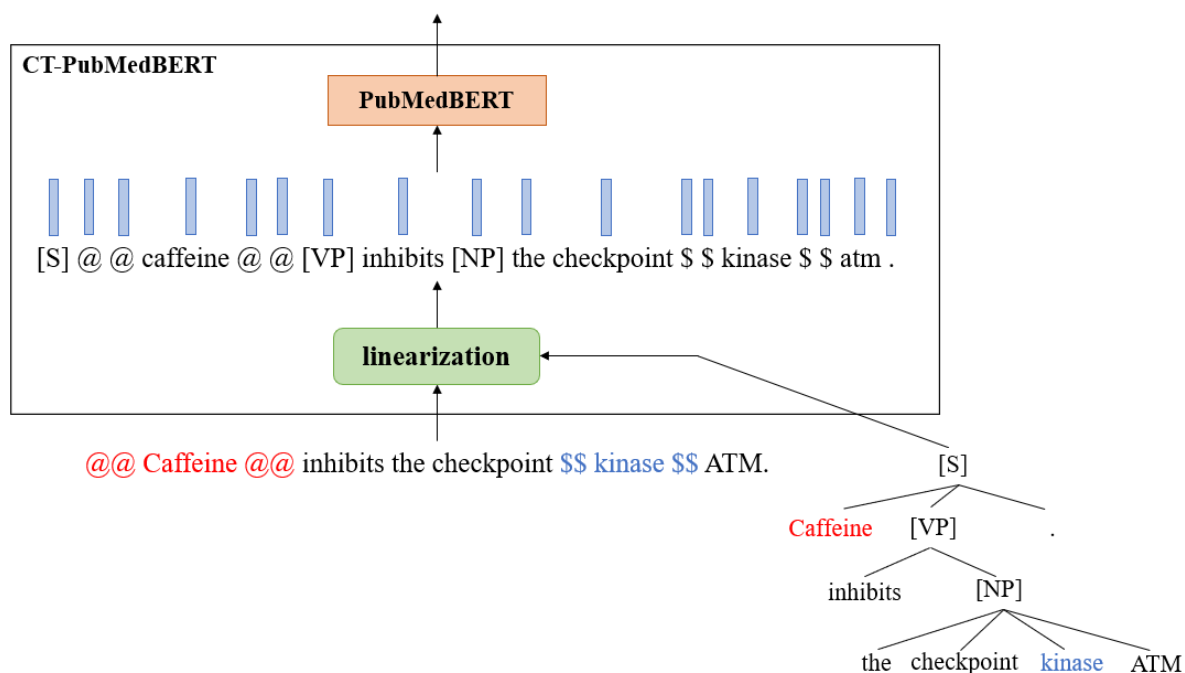 CT-PubMedBERT
PubMedBERT
[S] @ @ caffeine @ @ [VP] inhibits [NP] the checkpoint $ $ kinase $ $ atm .
linearization
@@ Caffeine @@ inhibits the checkpoint $$ kinase $$ ATM.
[S]
Caffeine [VP] .
inhibits [NP]
the checkpoint kinase ATM